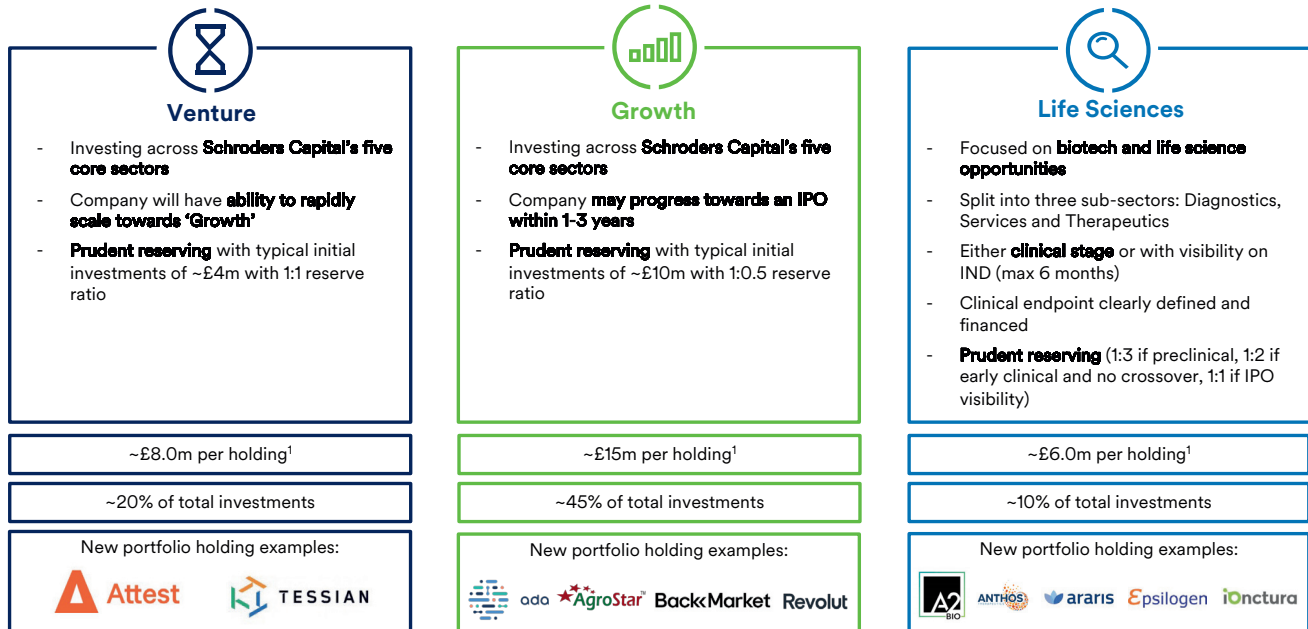 Venture
- Investing across Schroders Capital's five
core sectors
- Company will have ability to rapidly
scale towards 'Growth'
- Prudent reserving with typical initial
investments of ~£4m with 1:1 reserve
ratio
~£8.0m per holding¹
~20% of total investments
New portfolio holding examples:
Attest
TESSIAN
Growth
- Investing across Schroders Capital's five
core sectors
- Company may progress towards an IPO
within 1-3 years
- Prudent reserving with typical initial
investments of ~£10m with 1:0.5 reserve
ratio
~£15m per holding¹
~45% of total investments
New portfolio holding examples:
ada
AgroStar™
Back Market
Revolut
Life Sciences
- Focused on biotech and life science
opportunities
- Split into three sub-sectors: Diagnostics,
Services and Therapeutics
- Either clinical stage or with visibility on
IND (max 6 months)
- Clinical endpoint clearly defined and
financed
- Prudent reserving (1:3 if preclinical, 1:2 if
early clinical and no crossover, 1:1 if IPO
visibility)
~£6.0m per holding¹
~10% of total investments
New portfolio holding examples:
A2
BIO
ANTHOS
araris
Epsilogen
iOnctura